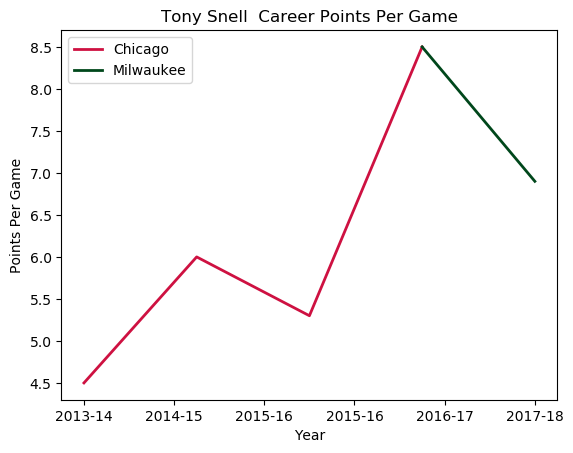 Tony Snell  Career Points Per Game
Chicago
Milwaukee
8.5
8.0
7.5
7.0
6.5
6.0
5.5
5.0
4.5
Points Per Game
2013-14 2014-15 2015-16 2015-16 2016-17 2017-18
Year